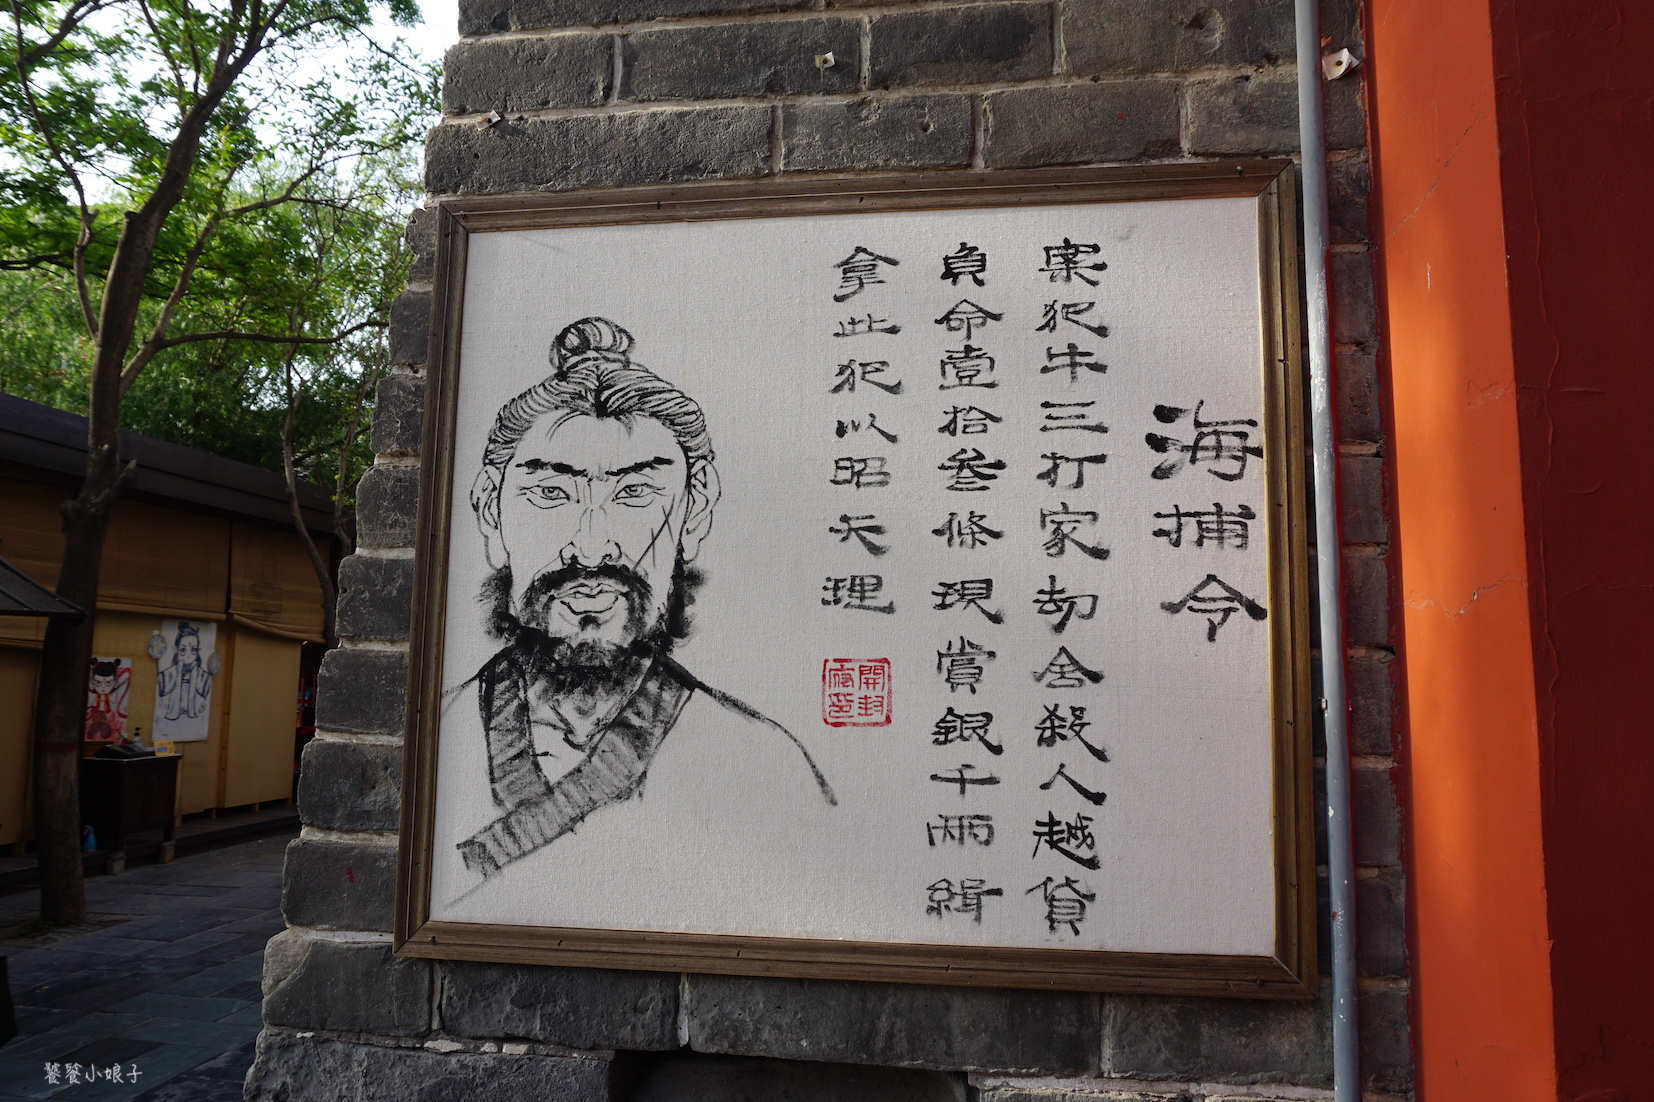 海捕令
案犯牛三打家劫舍殺人越貨
負命壹拾叁條現賞銀千兩緝
拿此犯以昭天理
開封
府印
饕餮小娘子